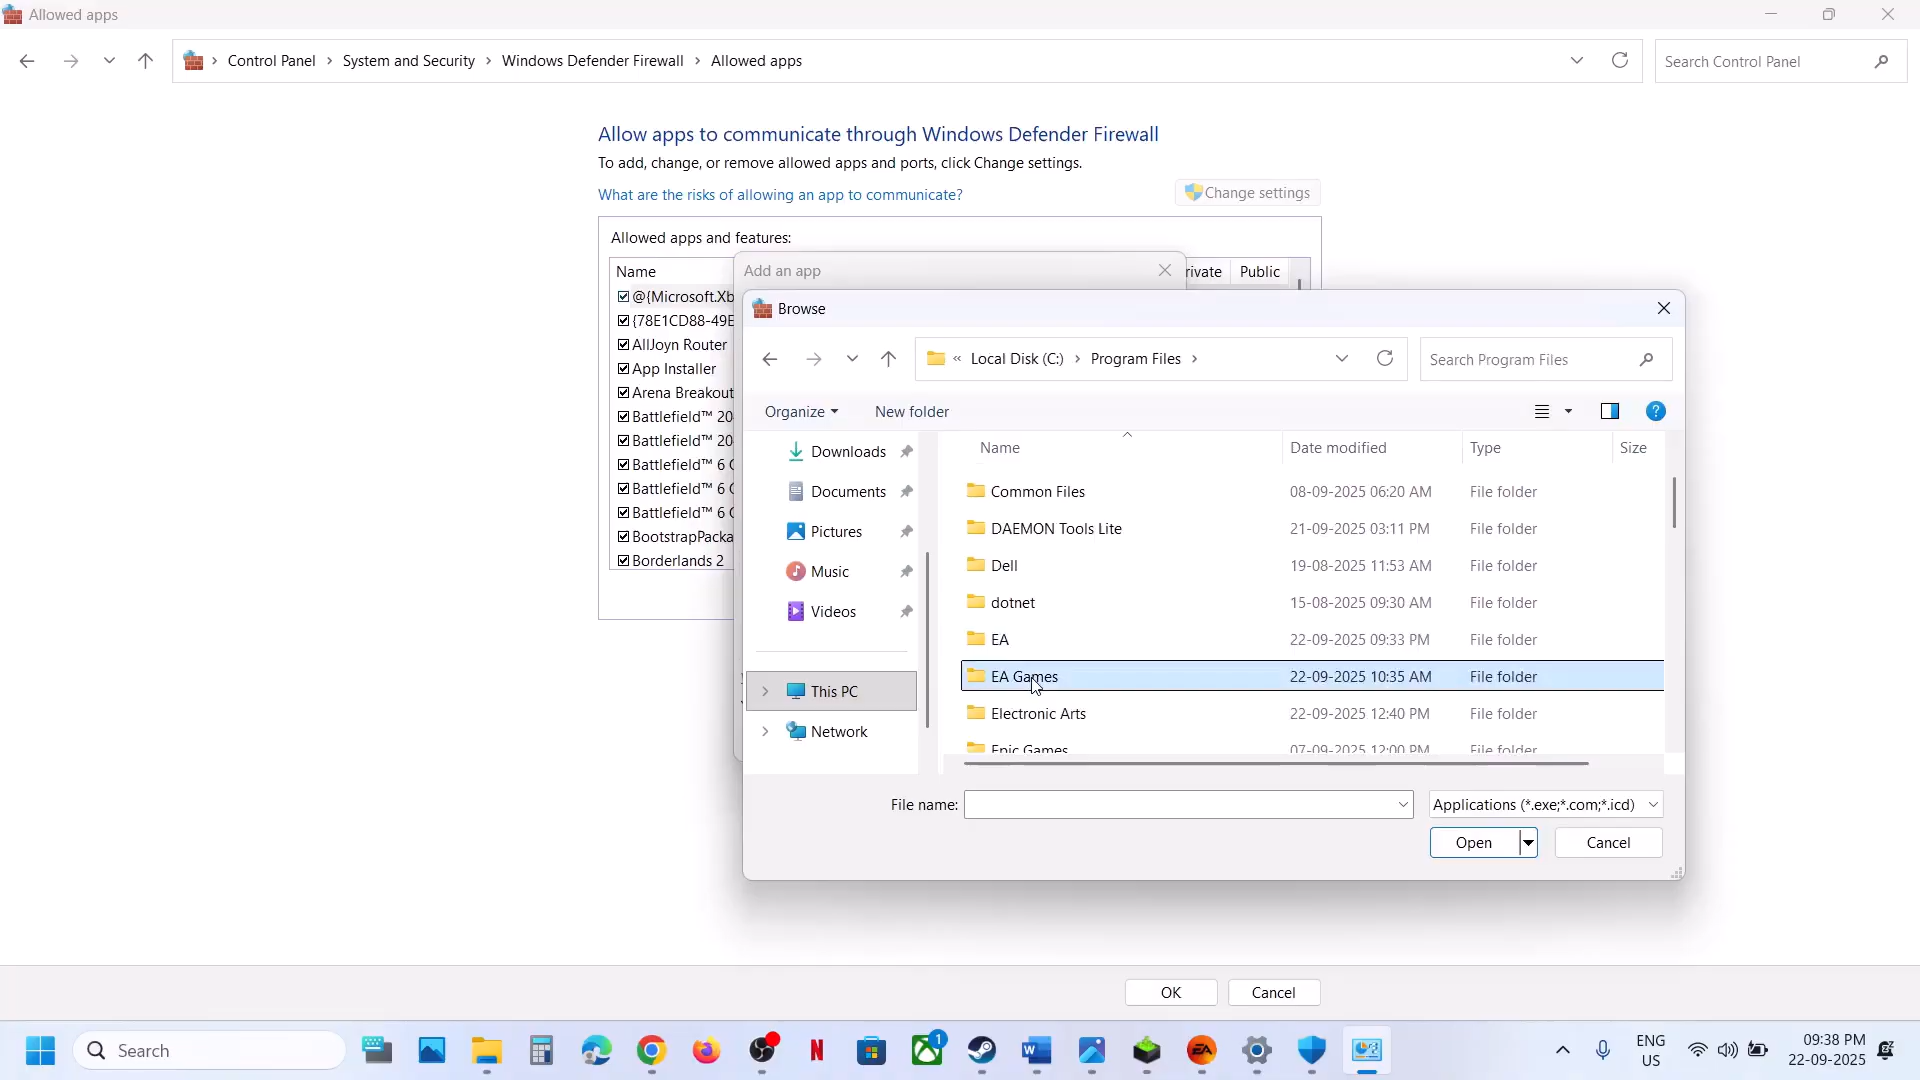 Allowed apps
Control Panel > System and Security > Windows Defender Firewall > Allowed apps
Search Control Panel
Allow apps to communicate through Windows Defender Firewall
To add, change, or remove allowed apps and ports, click Change settings.
What are the risks of allowing an app to communicate?
Change settings
Allowed apps and features:
Name
rivate
Public
@{Microsoft.Xb
{78E1CD88-49E
AllJoyn Router
App Installer
Arena Breakout
Battlefield™ 20
Battlefield™ 20
Battlefield™ 6 C
Battlefield™ 6 C
Battlefield™ 6 C
BootstrapPacka
Borderlands 2
Add an app
Browse
« Local Disk (C:) > Program Files >
Search Program Files
Organize
New folder
Downloads
Documents
Pictures
Music
Videos
This PC
Network
Name Date modified Type Size
Common Files 08-09-2025 06:20 AM File folder
DAEMON Tools Lite 21-09-2025 03:11 PM File folder
Dell 19-08-2025 11:53 AM File folder
dotnet 15-08-2025 09:30 AM File folder
EA 22-09-2025 09:33 PM File folder
EA Games 22-09-2025 10:35 AM File folder
Electronic Arts 22-09-2025 12:40 PM File folder
Epic Games 07-09-2025 12:00 PM File folder
File name:
Applications (*.exe;*.com;*.icd)
Open
Cancel
OK
Cancel
Search
1
ENG
US
09:38 PM
22-09-2025